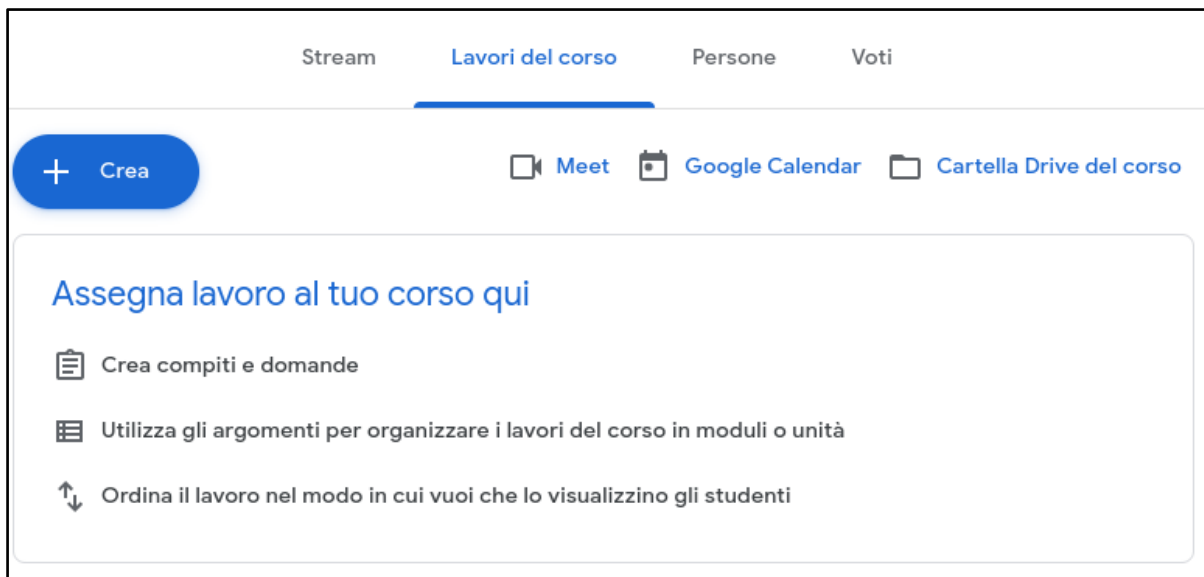 Stream Lavori del corso Persone Voti
Crea Meet Google Calendar Cartella Drive del corso
Assegna lavoro al tuo corso qui
Crea compiti e domande
Utilizza gli argomenti per organizzare i lavori del corso in moduli o unità
Ordina il lavoro nel modo in cui vuoi che lo visualizzino gli studenti